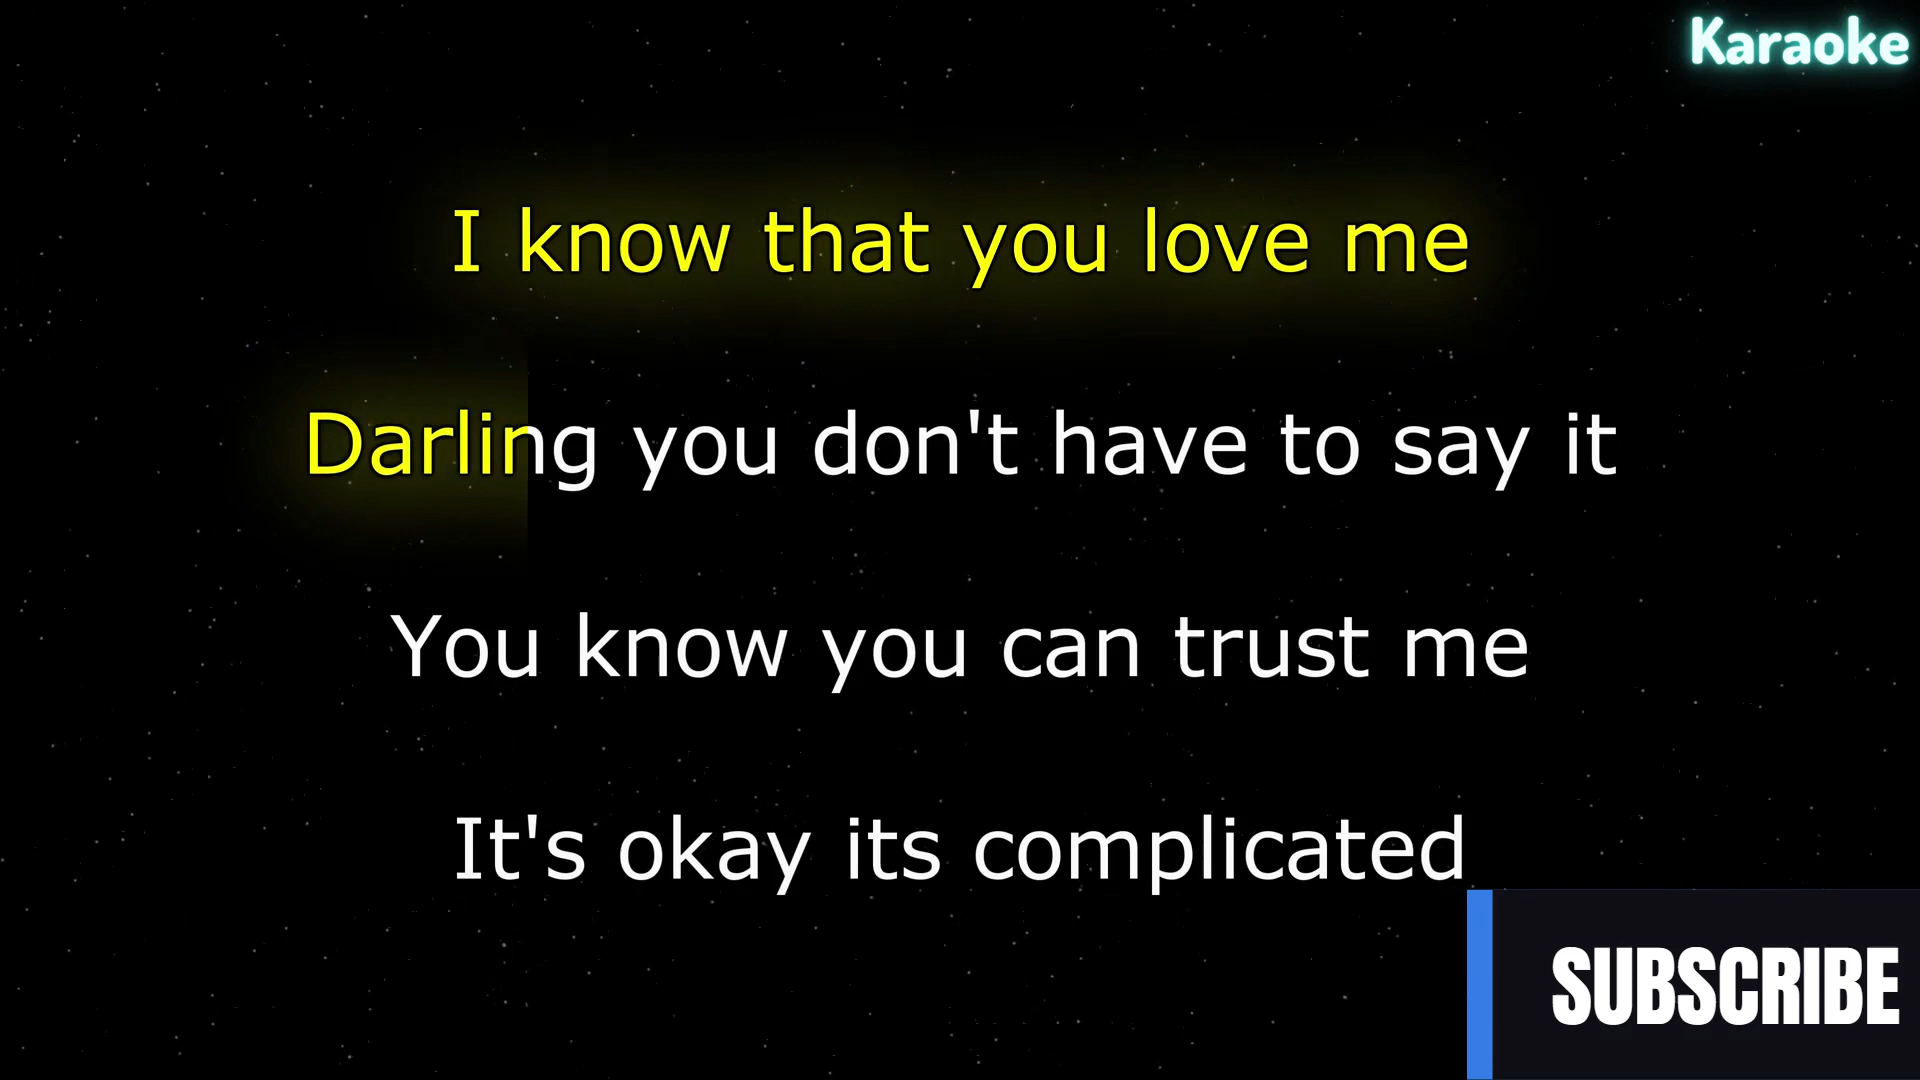 Karaoke
I know that you love me
Darling you don't have to say it
You know you can trust me
It's okay its complicated
SUBSCRIBE